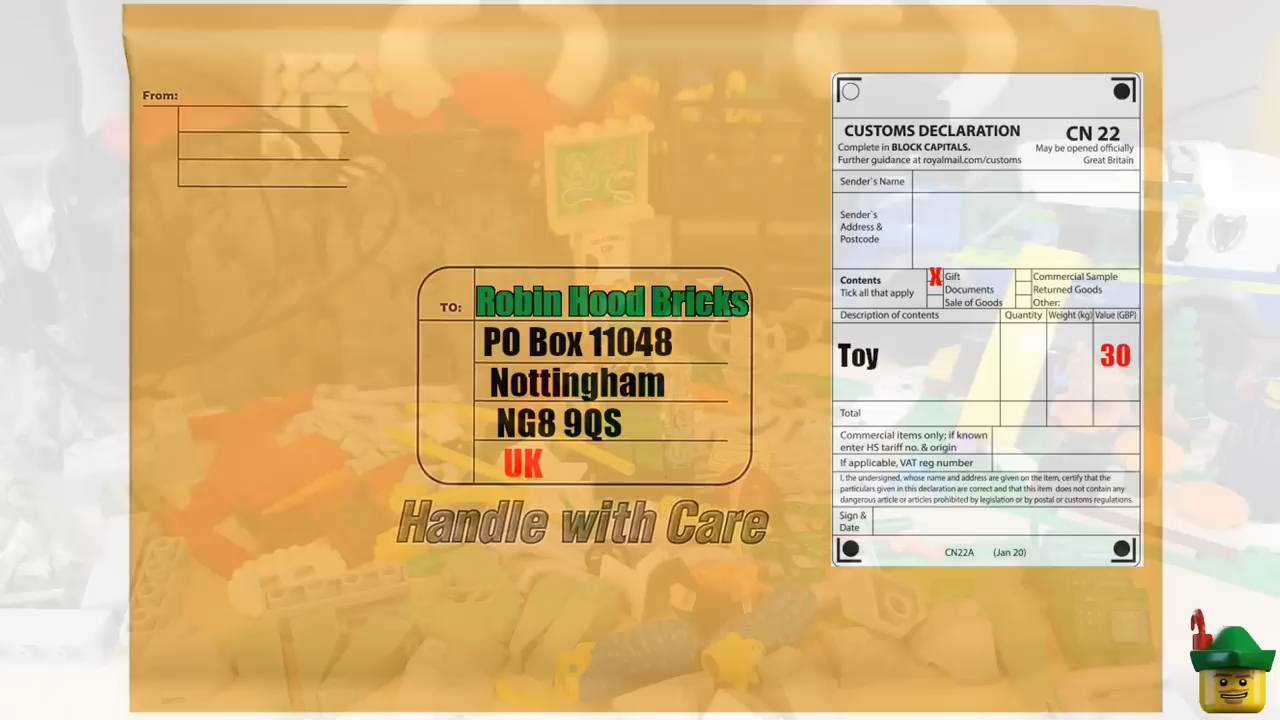 From:
TO: Robin Hood Bricks
PO Box 11048
Nottingham
NG8 9QS
UK
Handle with Care
CUSTOMS DECLARATION
CN 22
Complete in BLOCK CAPITALS.
May be opened officially
Further guidance at royalmail.com/customs
Great Britain
Sender's Name
Sender's
Address &
Postcode
Contents
Tick all that apply
X Gift
Documents
Sale of Goods
Commercial Sample
Returned Goods
Other:
Description of contents Quantity Weight (kg) Value (GBP)
Toy 30
Total
Commercial items only; if known
enter HS tariff no. & origin
If applicable, VAT reg number
I, the undersigned, whose name and address are given on the item, certify that the
particulars given in this declaration are correct and that this item does not contain any
dangerous article or articles prohibited by legislation or by postal or customs regulations.
Sign &
Date
CN22A (Jan 20)